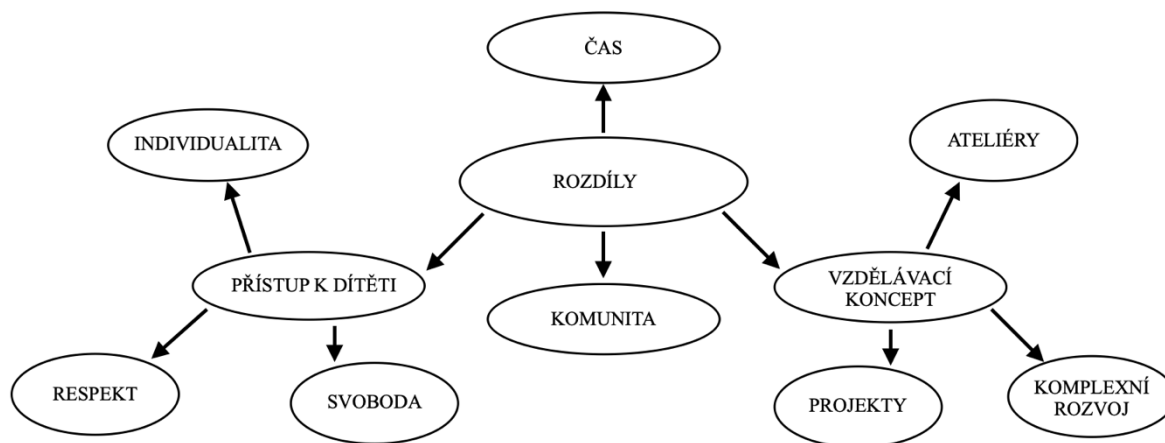 ČAS
INDIVIDUALITA
ATELIÉRY
ROZDÍLY
PŘÍSTUP K DÍTĚTI
VZDĚLÁVACÍ
KONCEPT
KOMUNITA
RESPEKT
SVOBODA
PROJEKTY
KOMPLEXNÍ
ROZVOJ